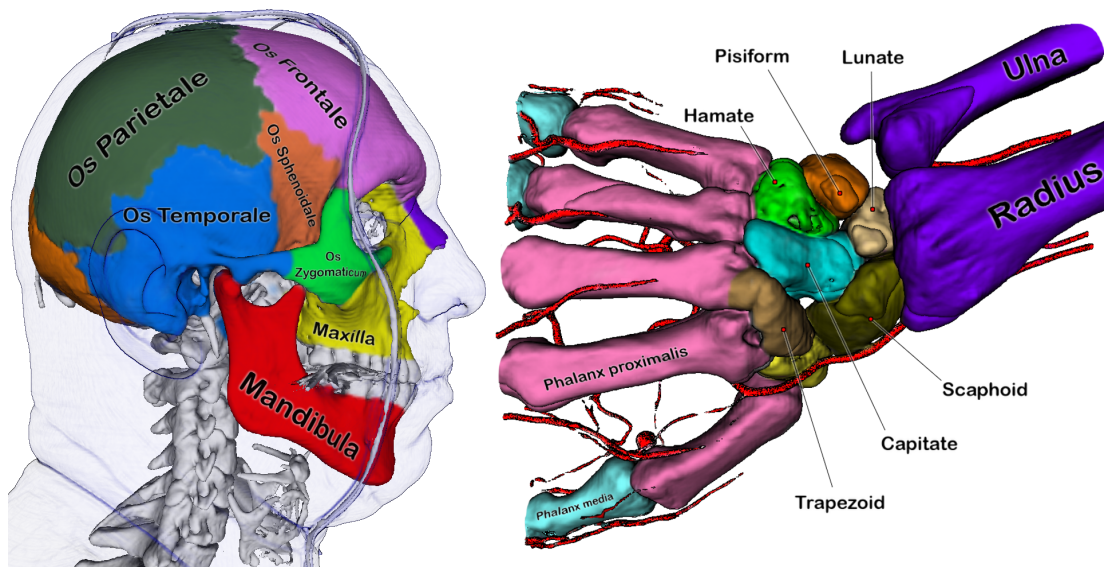 Os Parietale
Os Frontale
Os Sphenoidale
Os Temporale
Os
Zygomaticum
Maxilla
Mandibula
Pisiform
Lunate
Ulna
Hamate
Radius
Phalanx proximalis
Scaphoid
Capitate
Trapezoid
Phalanx media